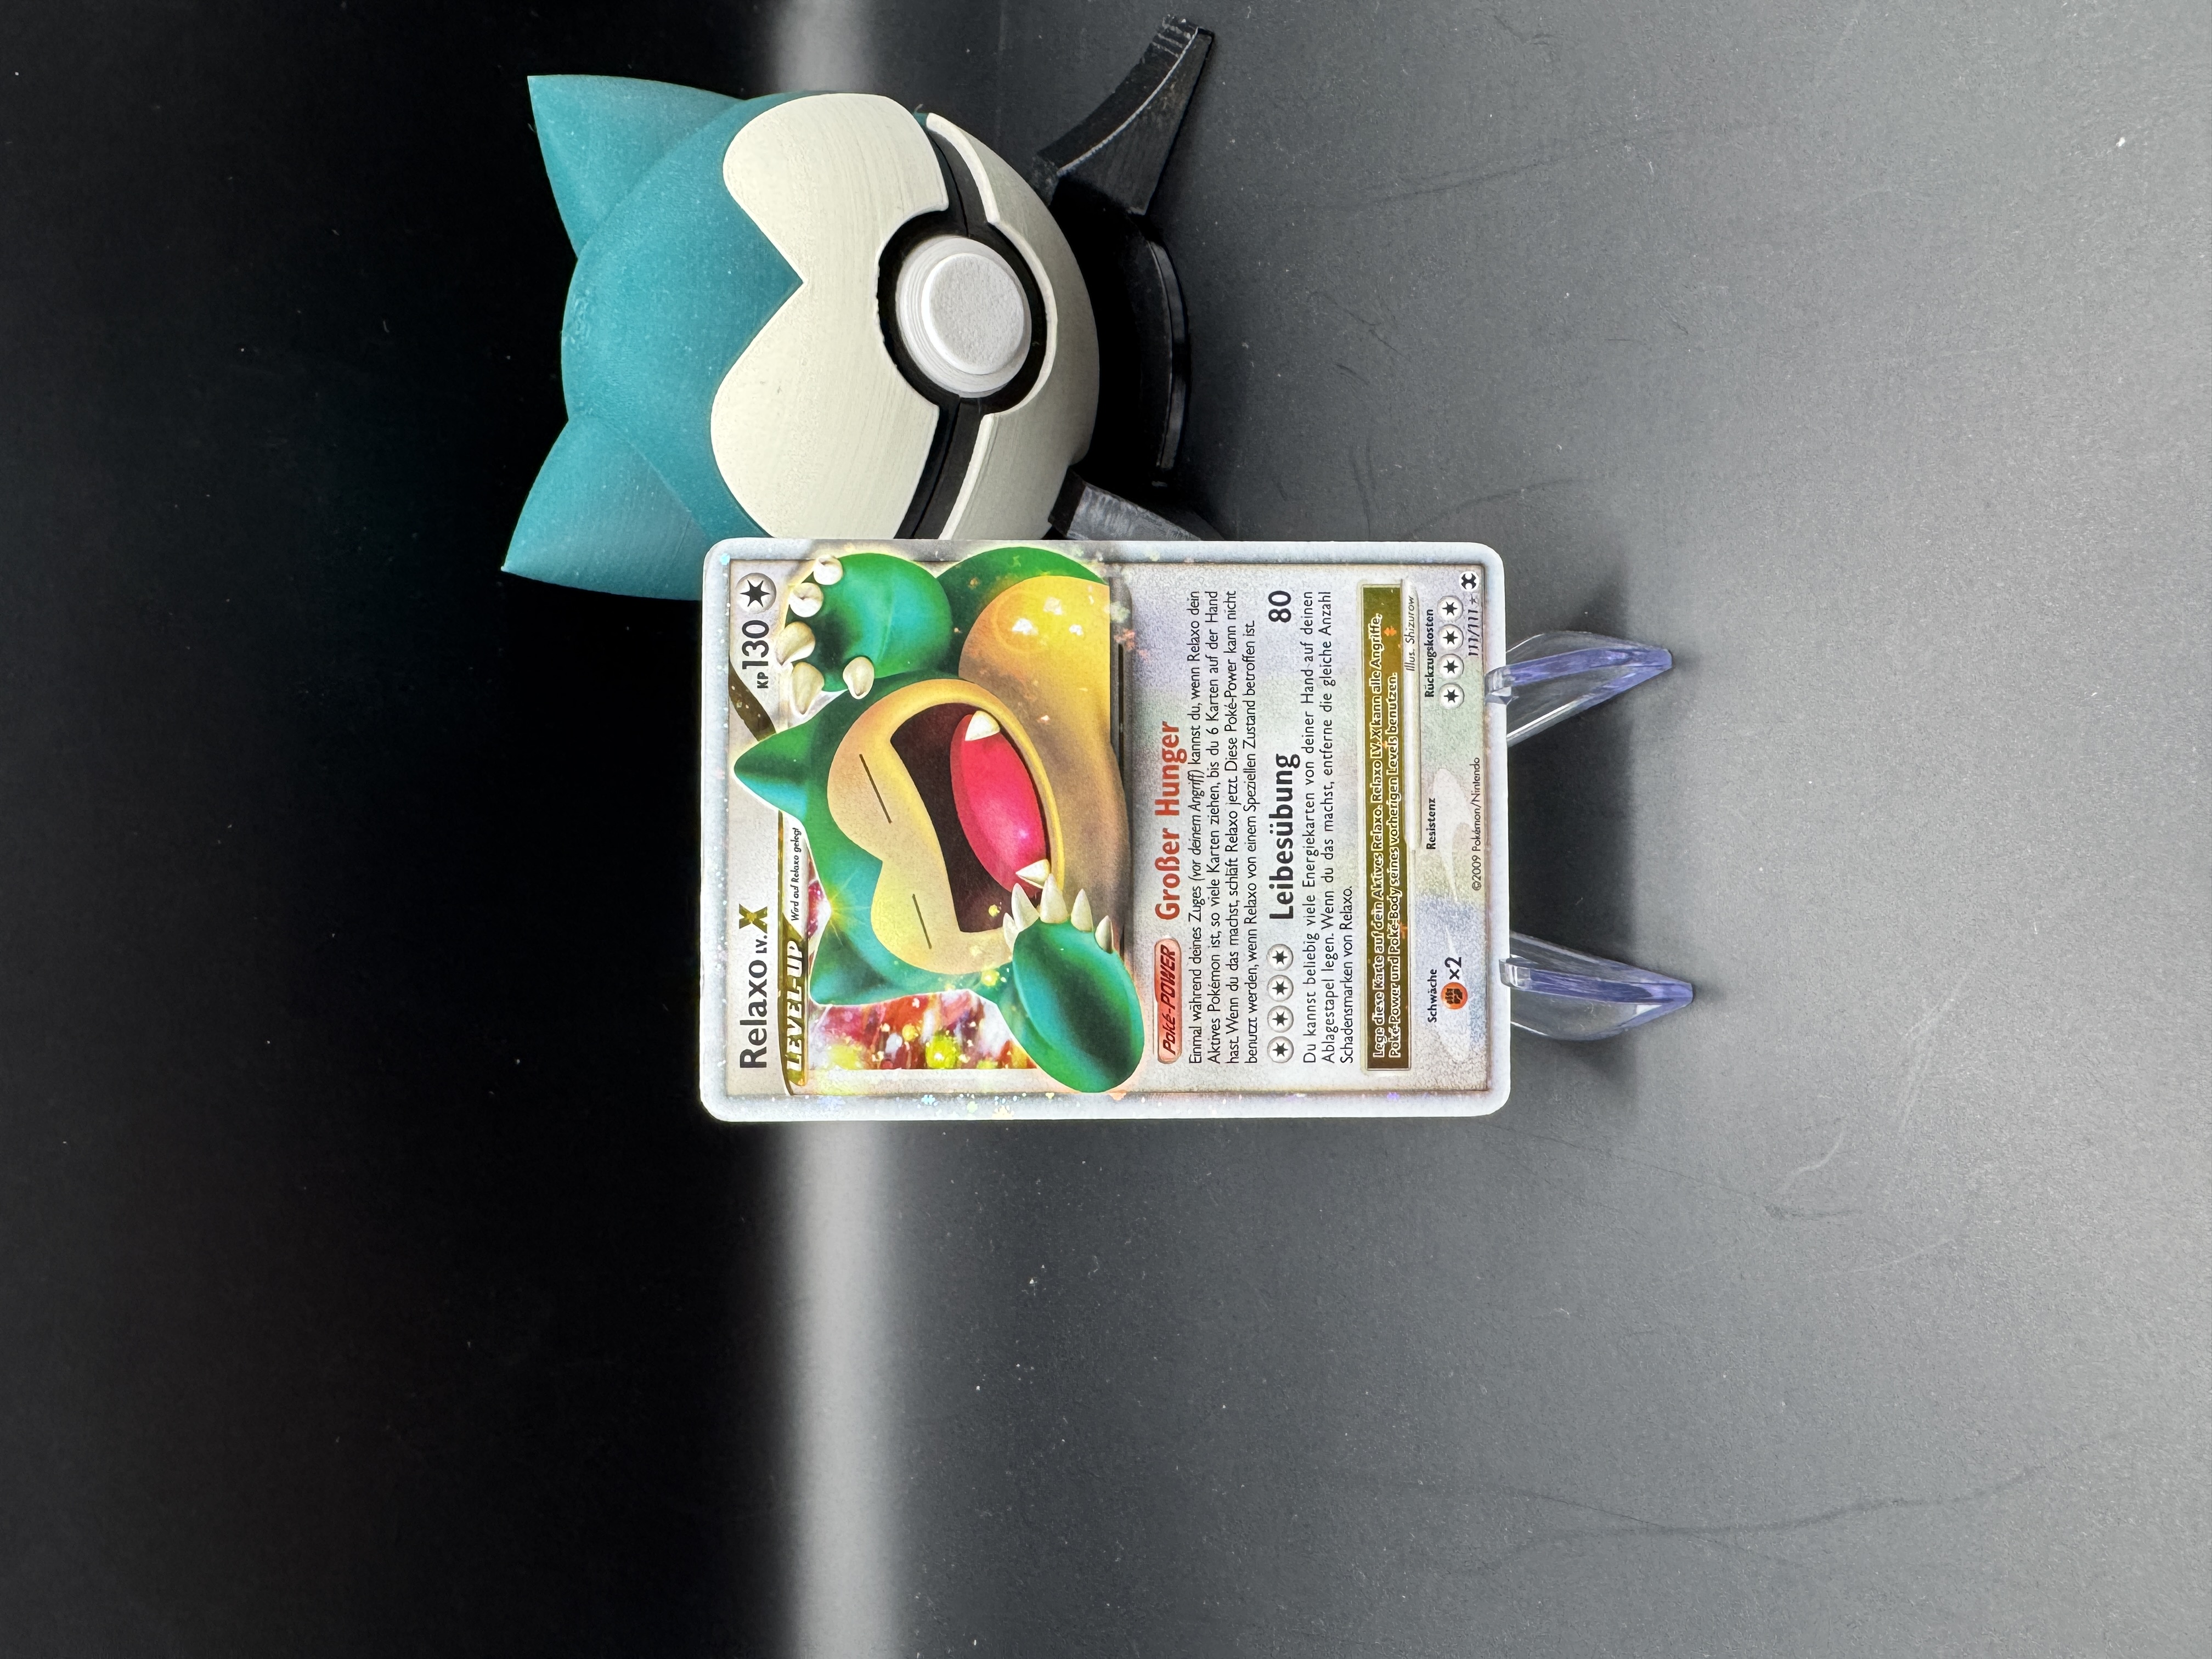 Relaxo LV.X
KP 130
LEVEL-UP Wird auf Relaxo gelegt
Poké-POWER Großer Hunger
Einmal während deines Zuges (vor deinem Angriff) kannst du, wenn Relaxo dein
Aktives Pokémon ist, so viele Karten ziehen, bis du 6 Karten auf der Hand
hast. Wenn du das machst, schläft Relaxo jetzt. Diese Poké-Power kann nicht
benutzt werden, wenn Relaxo von einem Speziellen Zustand betroffen ist.
Leibesübung 80
Du kannst beliebig viele Energiekarten von deiner Hand auf deinen
Ablagestapel legen. Wenn du das machst, entferne die gleiche Anzahl
Schadensmarken von Relaxo.
Lege diese Karte auf dein Aktives Relaxo. Relaxo LV. X kann alle Angriffe,
Poké-Power und Poké-Body seines vorherigen Levels benutzen.
Illus. Shizurow
Schwäche Resistenz Rückzugskosten
×2
©2009 Pokémon/Nintendo 111/111